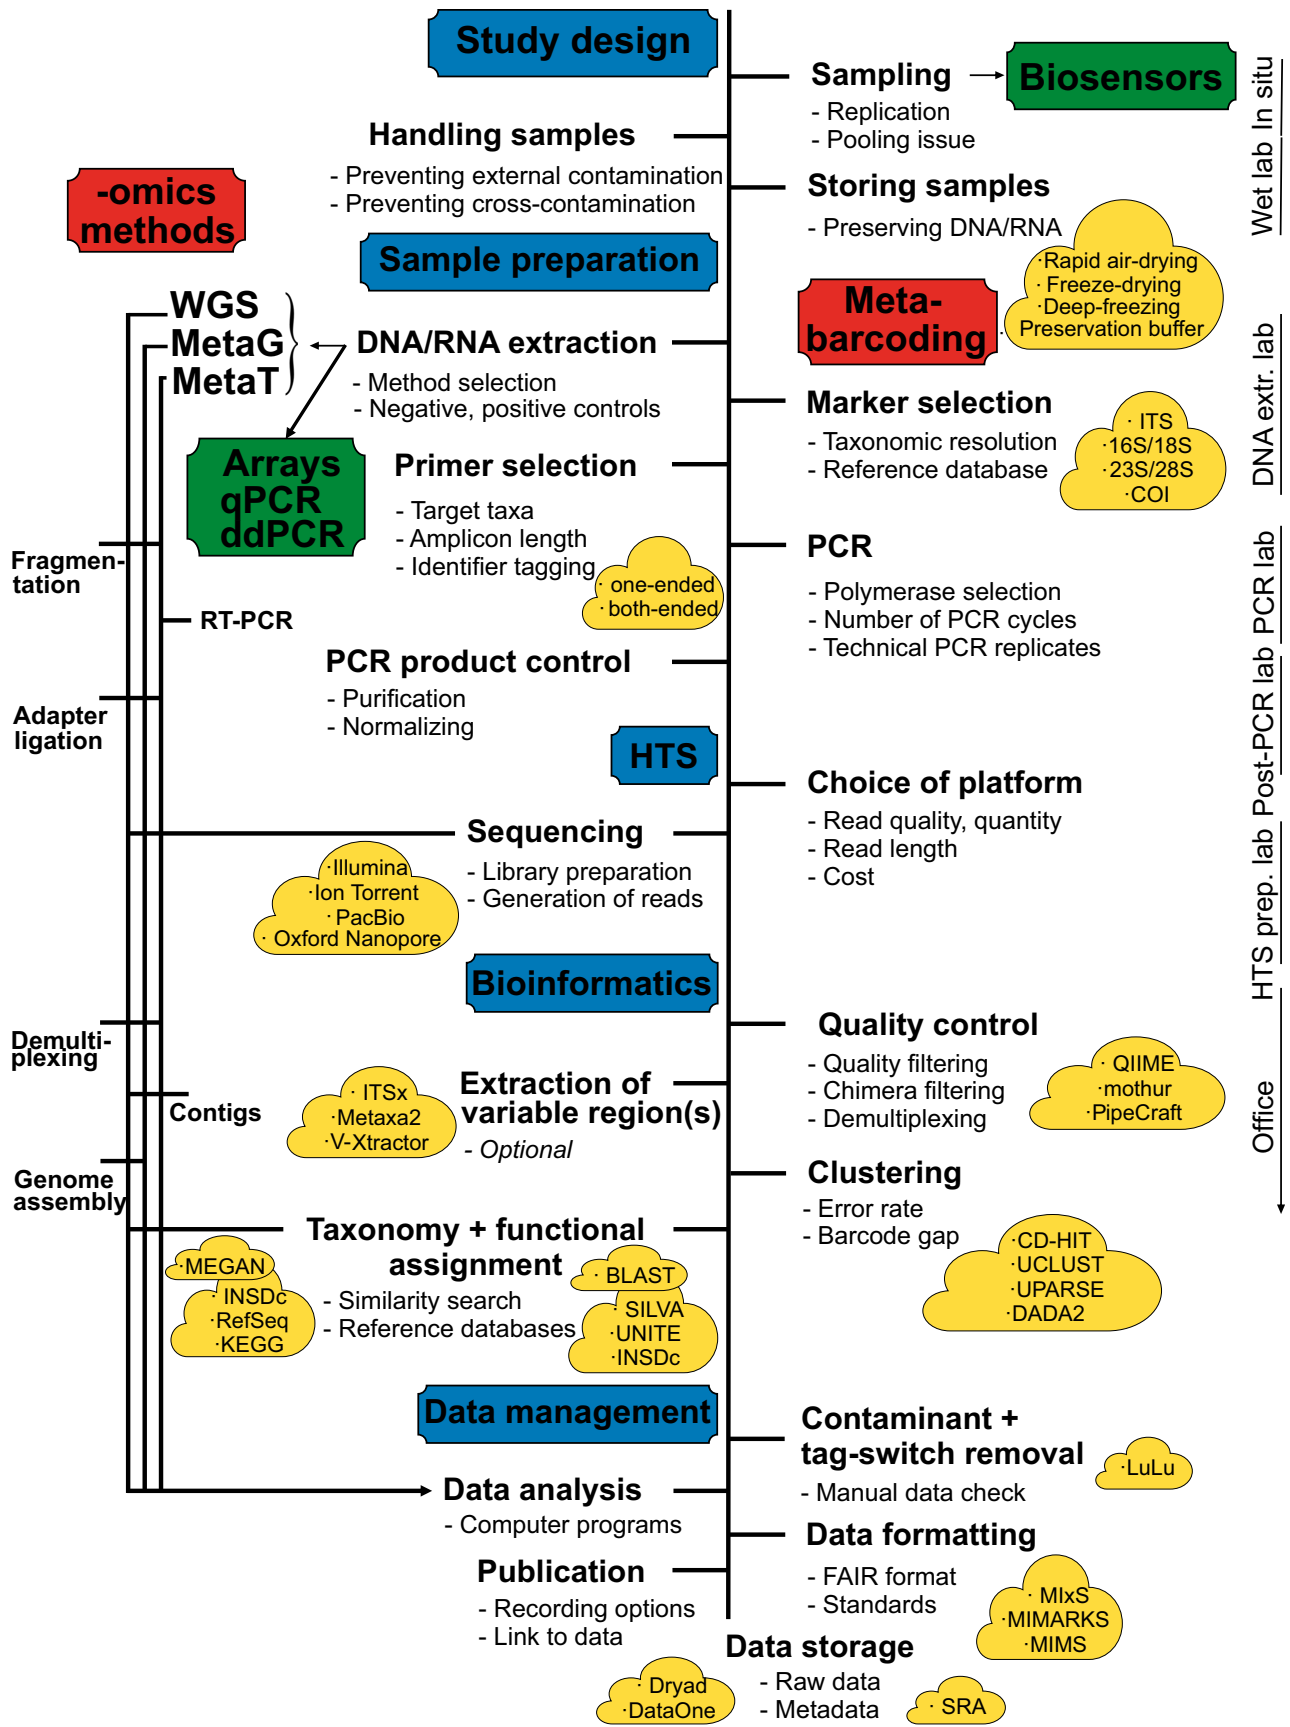 Study design
Sampling
- Replication
- Pooling issue
Biosensors
In situ
Handling samples
- Preventing external contamination
- Preventing cross-contamination
Storing samples
- Preserving DNA/RNA
·Rapid air-drying
· Freeze-drying
·Deep-freezing
·Preservation buffer
Wet lab
-omics
methods
Sample preparation
Meta-
barcoding
WGS
MetaG
MetaT
DNA/RNA extraction
- Method selection
- Negative, positive controls
Marker selection
- Taxonomic resolution
- Reference database
· ITS
·16S/18S
·23S/28S
·COI
DNA extr. lab
Arrays
qPCR
ddPCR
Primer selection
- Target taxa
- Amplicon length
- Identifier tagging
· one-ended
· both-ended
PCR
- Polymerase selection
- Number of PCR cycles
- Technical PCR replicates
PCR lab
Fragmen-
tation
RT-PCR
PCR product control
- Purification
- Normalizing
Post-PCR lab
Adapter
ligation
HTS
Choice of platform
- Read quality, quantity
- Read length
- Cost
Sequencing
- Library preparation
- Generation of reads
·Illumina
·Ion Torrent
·PacBio
· Oxford Nanopore
HTS prep. lab
Bioinformatics
Quality control
- Quality filtering
- Chimera filtering
- Demultiplexing
· QIIME
·mothur
·PipeCraft
Office
Demulti-
plexing
Contigs
Extraction of
variable region(s)
- Optional
· ITSx
·Metaxa2
·V-Xtractor
Clustering
- Error rate
- Barcode gap
·CD-HIT
·UCLUST
·UPARSE
·DADA2
Genome
assembly
Taxonomy + functional
assignment
- Similarity search
- Reference databases
·MEGAN
· INSDc
·RefSeq
·KEGG
· BLAST
· SILVA
·UNITE
·INSDc
Data management
Contaminant +
tag-switch removal
- Manual data check
·LuLu
Data analysis
- Computer programs
Data formatting
- FAIR format
- Standards
· MIxS
·MIMARKS
·MIMS
Publication
- Recording options
- Link to data
Data storage
- Raw data
- Metadata
· Dryad
·DataOne
· SRA